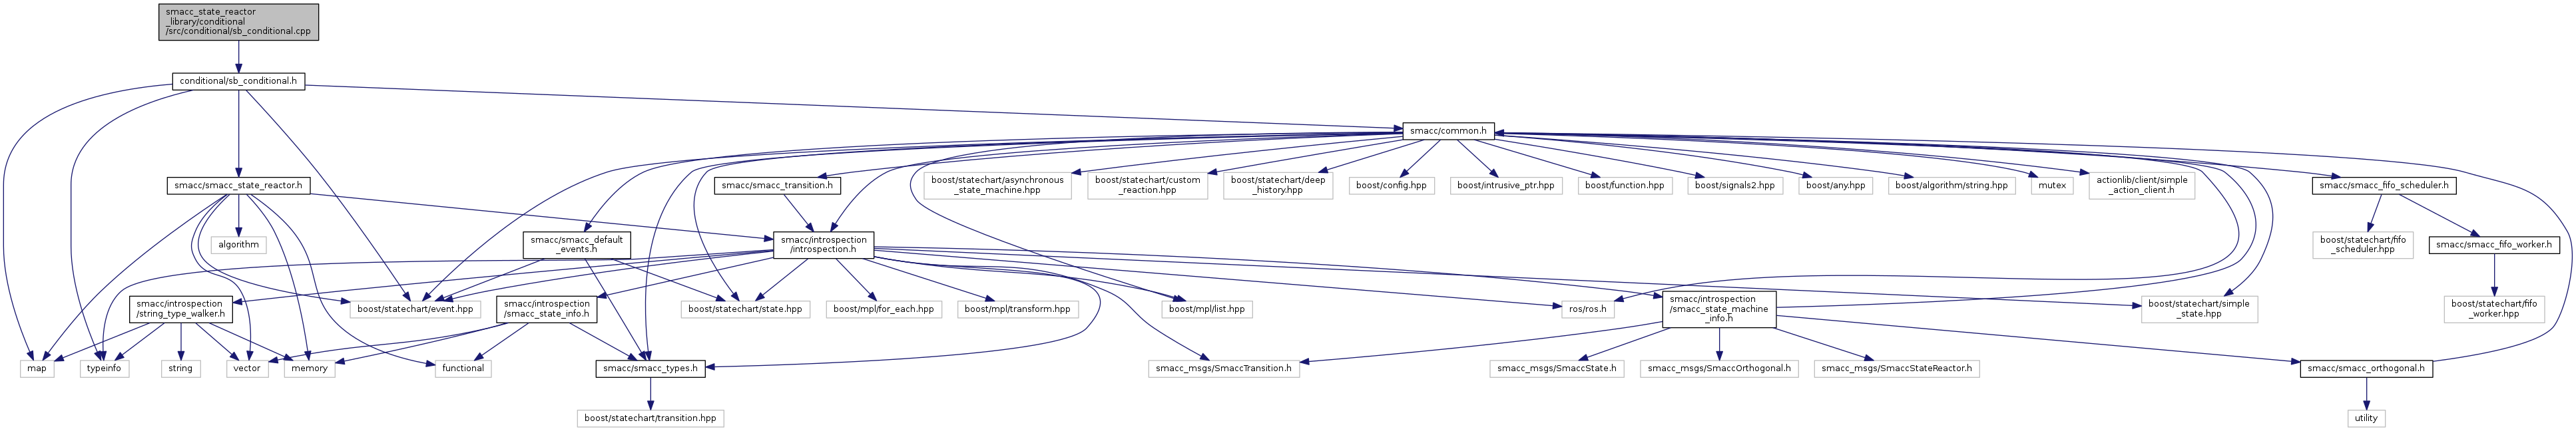 smacc_state_reactor
_library/conditional
/src/conditional/sb_conditional.cpp
conditional/sb_conditional.h
smacc/common.h
smacc/smacc_state_reactor.h
smacc/smacc_transition.h
boost/statechart/asynchronous
_state_machine.hpp
boost/statechart/custom
_reaction.hpp
boost/statechart/deep
_history.hpp
boost/config.hpp
boost/intrusive_ptr.hpp
boost/function.hpp
boost/signals2.hpp
boost/any.hpp
boost/algorithm/string.hpp
mutex
actionlib/client/simple
_action_client.h
smacc/smacc_fifo_scheduler.h
algorithm
smacc/smacc_default
_events.h
smacc/introspection
/introspection.h
boost/statechart/fifo
_scheduler.hpp
smacc/smacc_fifo_worker.h
smacc/introspection
/string_type_walker.h
boost/statechart/event.hpp
smacc/introspection
/smacc_state_info.h
boost/statechart/state.hpp
boost/mpl/for_each.hpp
boost/mpl/transform.hpp
boost/mpl/list.hpp
ros/ros.h
smacc/introspection
/smacc_state_machine
_info.h
boost/statechart/simple
_state.hpp
boost/statechart/fifo
_worker.hpp
map
typeinfo
string
vector
memory
functional
smacc/smacc_types.h
smacc_msgs/SmaccTransition.h
smacc_msgs/SmaccState.h
smacc_msgs/SmaccOrthogonal.h
smacc_msgs/SmaccStateReactor.h
smacc/smacc_orthogonal.h
boost/statechart/transition.hpp
utility